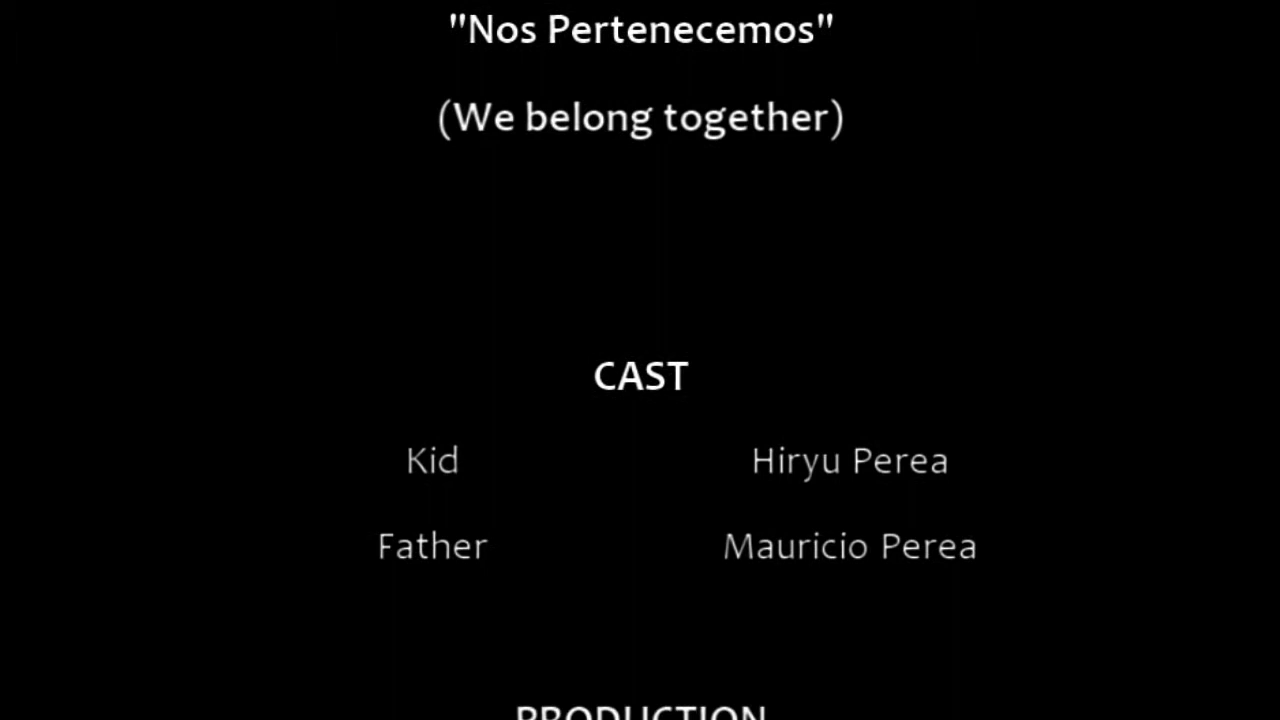 "Nos Pertenecemos"
(We belong together)
CAST
Kid Hiryu Perea
Father Mauricio Perea
PRODUCTION